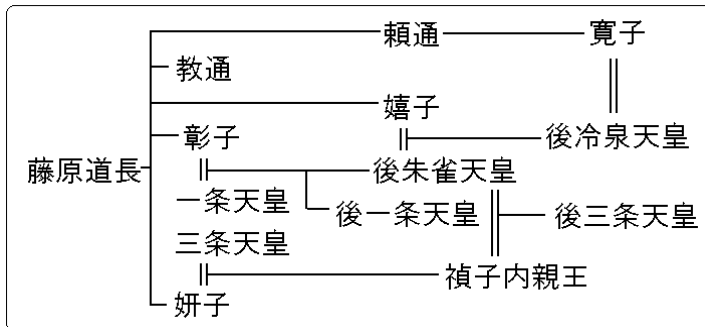 頼通 寛子
教通
嬉子
彰子 後冷泉天皇
藤原道長 後朱雀天皇
一条天皇 後一条天皇 後三条天皇
三条天皇
禎子内親王
妍子